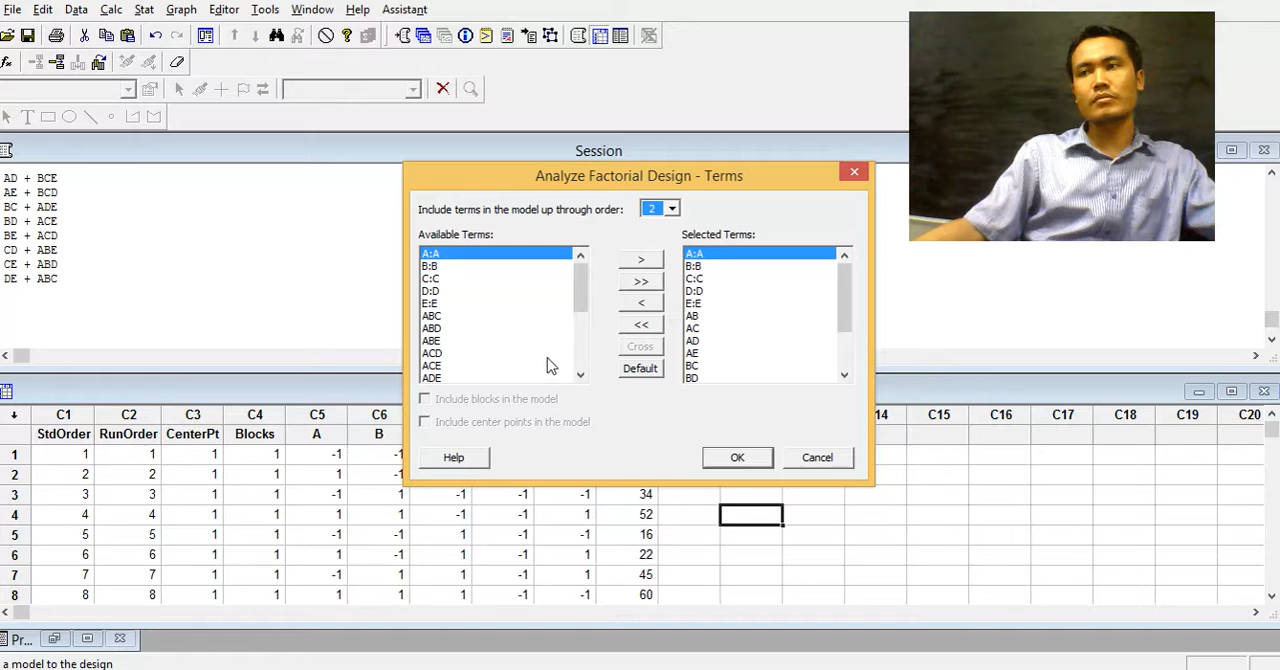 File Edit Data Calc Stat Graph Editor Tools Window Help Assistant
Session
AD + BCE
AE + BCD
BC + ADE
BD + ACE
BE + ACD
CD + ABE
CE + ABD
DE + ABC
Analyze Factorial Design - Terms
Include terms in the model up through order: 2
Available Terms: Selected Terms:
A:A
B:B
C:C
D:D
E:E
ABC
ABD
ABE
ACD
ACE
ADE
>
>>
<
<<
Cross
Default
A:A
B:B
C:C
D:D
E:E
AB
AC
AD
AE
BC
BD
Include blocks in the model
Include center points in the model
Help OK Cancel
C1 C2 C3 C4 C5 C6 14 C15 C16 C17 C18 C19 C20
StdOrder RunOrder CenterPt Blocks A B
1 1 1 1 1 -1 -1
2 2 2 1 1 1 -1
3 3 3 1 1 -1 1 -1 -1 -1 34
4 4 4 1 1 1 1 -1 -1 1 52
5 5 5 1 1 -1 -1 1 -1 -1 16
6 6 6 1 1 1 -1 1 -1 1 22
7 7 7 1 1 -1 1 1 -1 1 45
8 8 8 1 1 1 1 1 -1 -1 60
Pr...
a model to the design